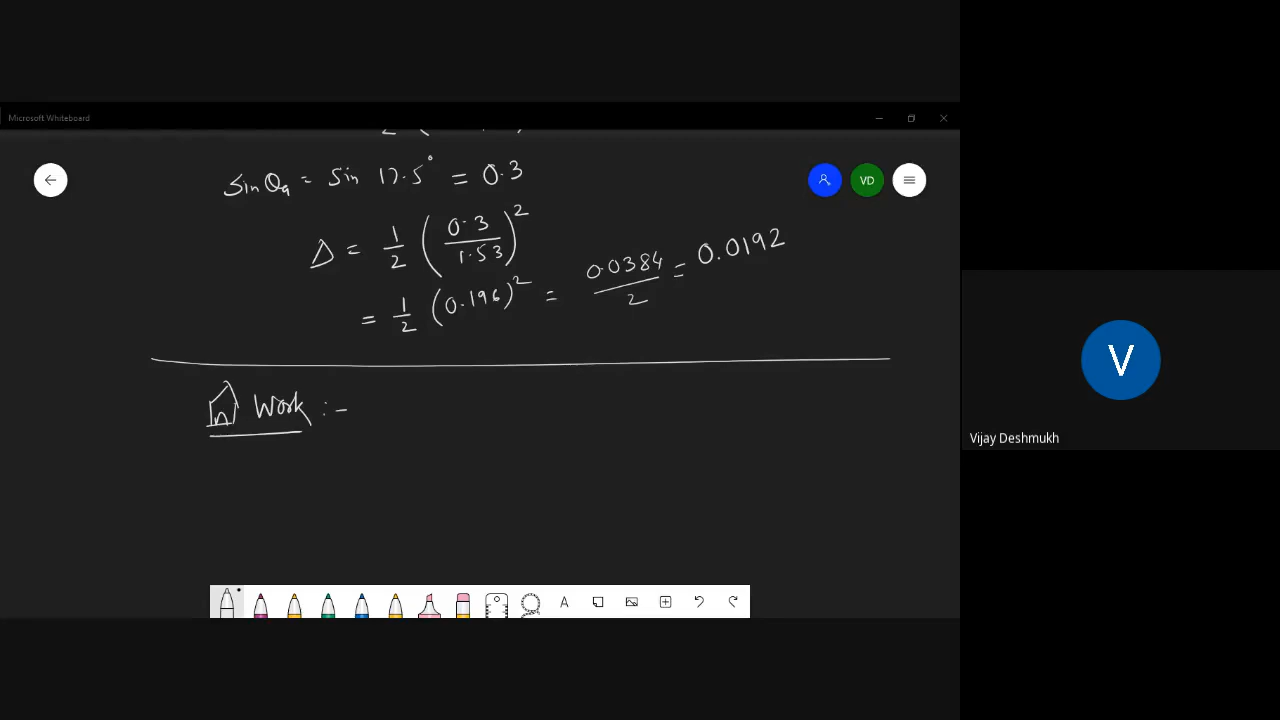 Microsoft Whiteboard
Sin θa = Sin 17.5° = 0.3
VD
Δ = 1/2 (0.3/1.53)²
= 1/2 (0.196)² = 0.0384/2 = 0.0192
Work :-
V
Vijay Deshmukh
A